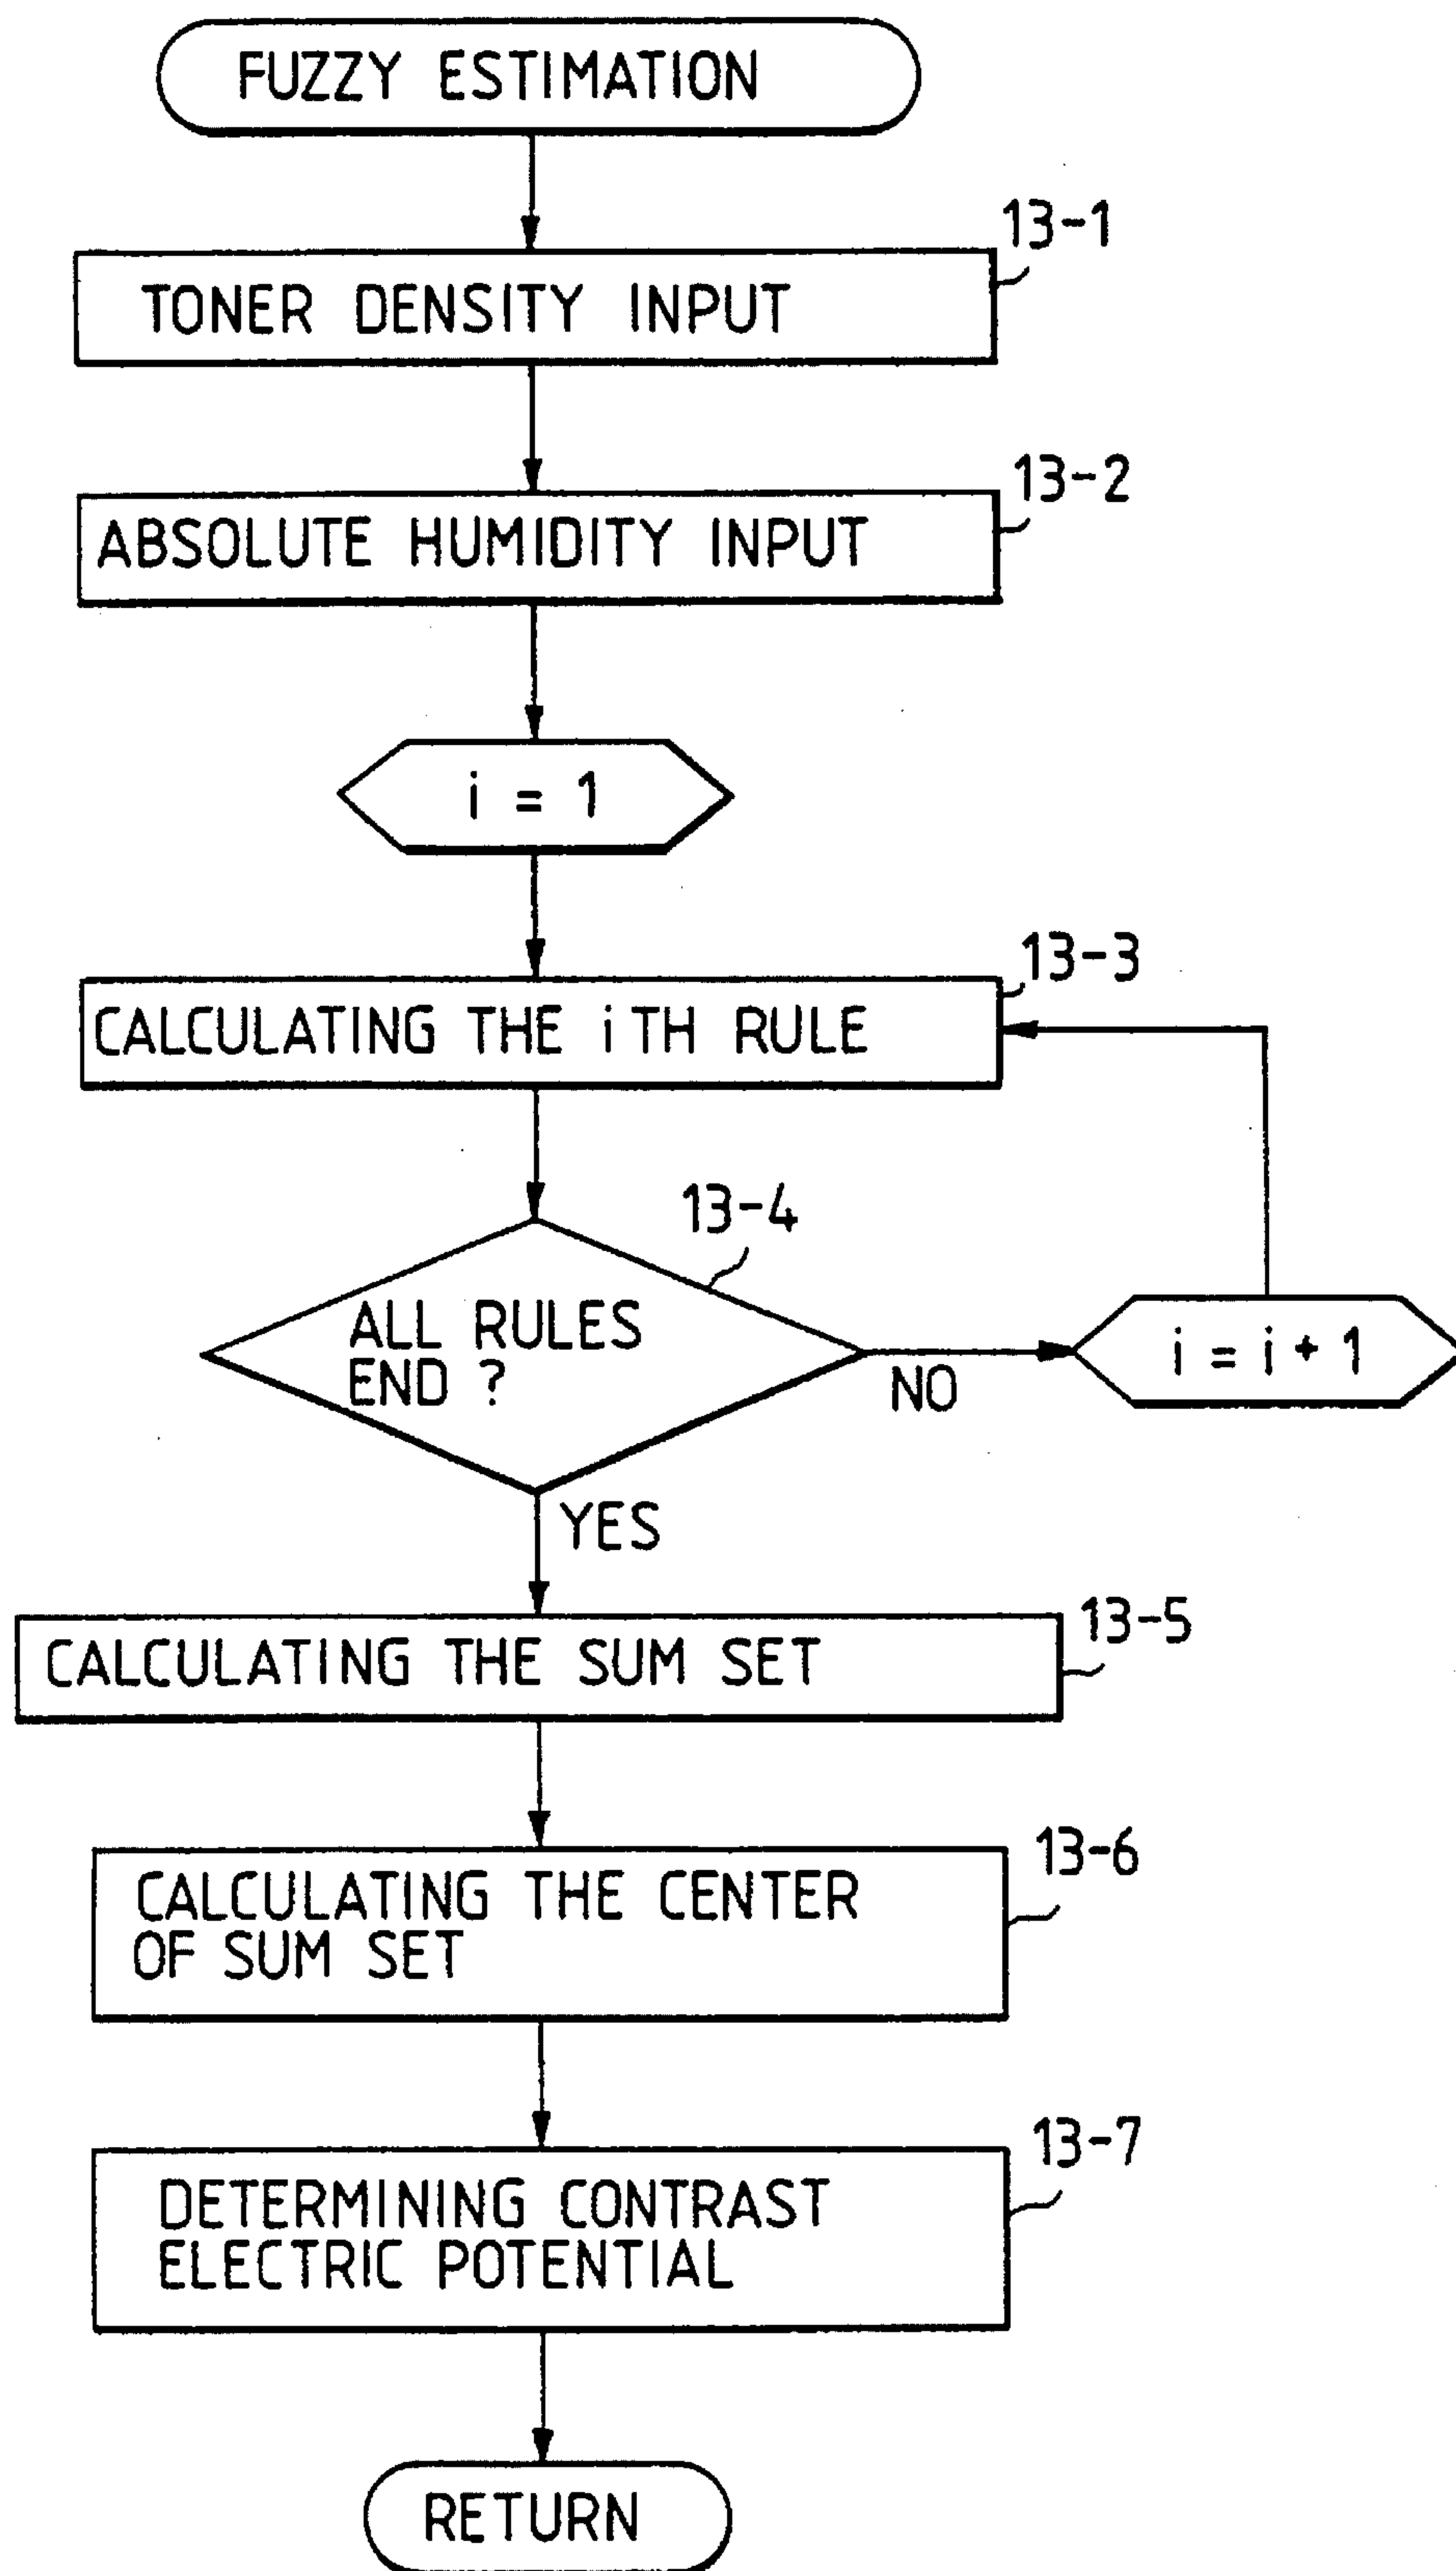 FUZZY ESTIMATION
13-1
TONER DENSITY INPUT
13-2
ABSOLUTE HUMIDITY INPUT
i = 1
13-3
CALCULATING THE i TH RULE
13-4
ALL RULES
END ?
NO
i = i + 1
YES
13-5
CALCULATING THE SUM SET
13-6
CALCULATING THE CENTER
OF SUM SET
13-7
DETERMINING CONTRAST
ELECTRIC POTENTIAL
RETURN